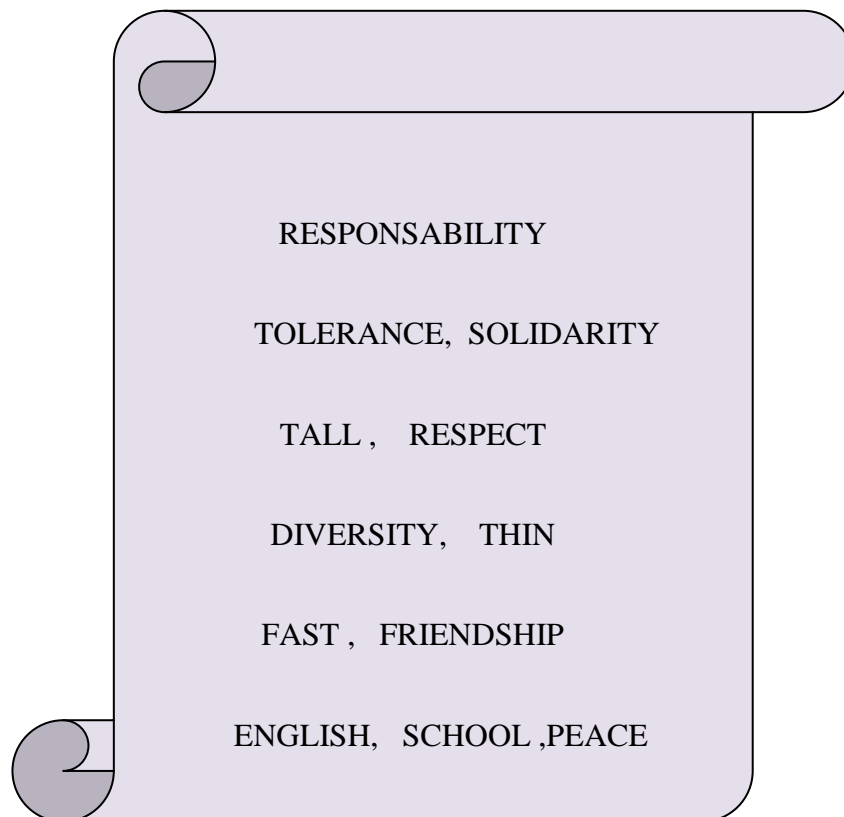 RESPONSABILITY
TOLERANCE, SOLIDARITY
TALL , RESPECT
DIVERSITY, THIN
FAST , FRIENDSHIP
ENGLISH, SCHOOL ,PEACE